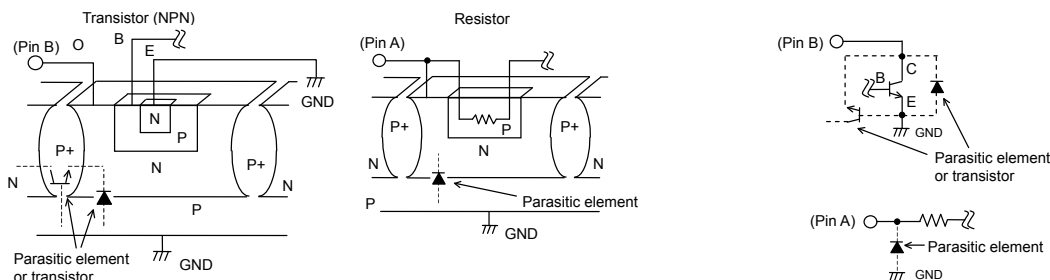 Transistor (NPN)
(Pin B)
O
B
E
GND
N
P
P+
N
P+
N
N
P
GND
Parasitic element
or transistor
Resistor
(Pin A)
P
P+
N
P+
N
N
P
Parasitic element
GND
(Pin B)
C
B
E
GND
Parasitic element
or transistor
(Pin A)
Parasitic element
GND